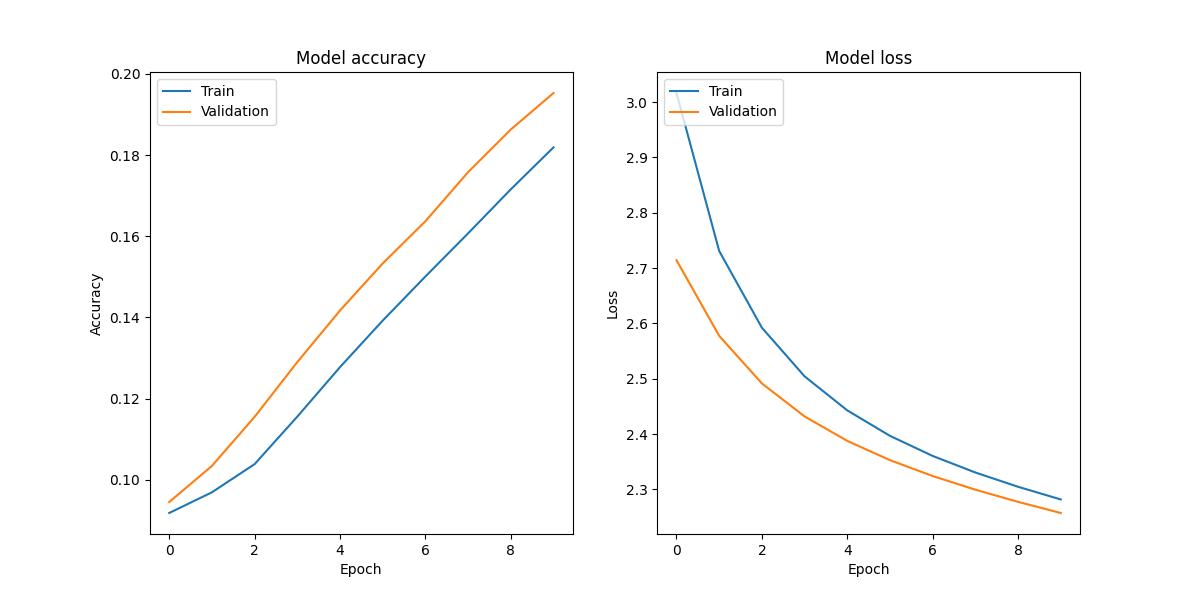 Model accuracy
Train
Validation
0.20
0.18
0.16
0.14
0.12
0.10
Accuracy
0 2 4 6 8
Epoch
Model loss
Train
Validation
3.0
2.9
2.8
2.7
2.6
2.5
2.4
2.3
Loss
0 2 4 6 8
Epoch